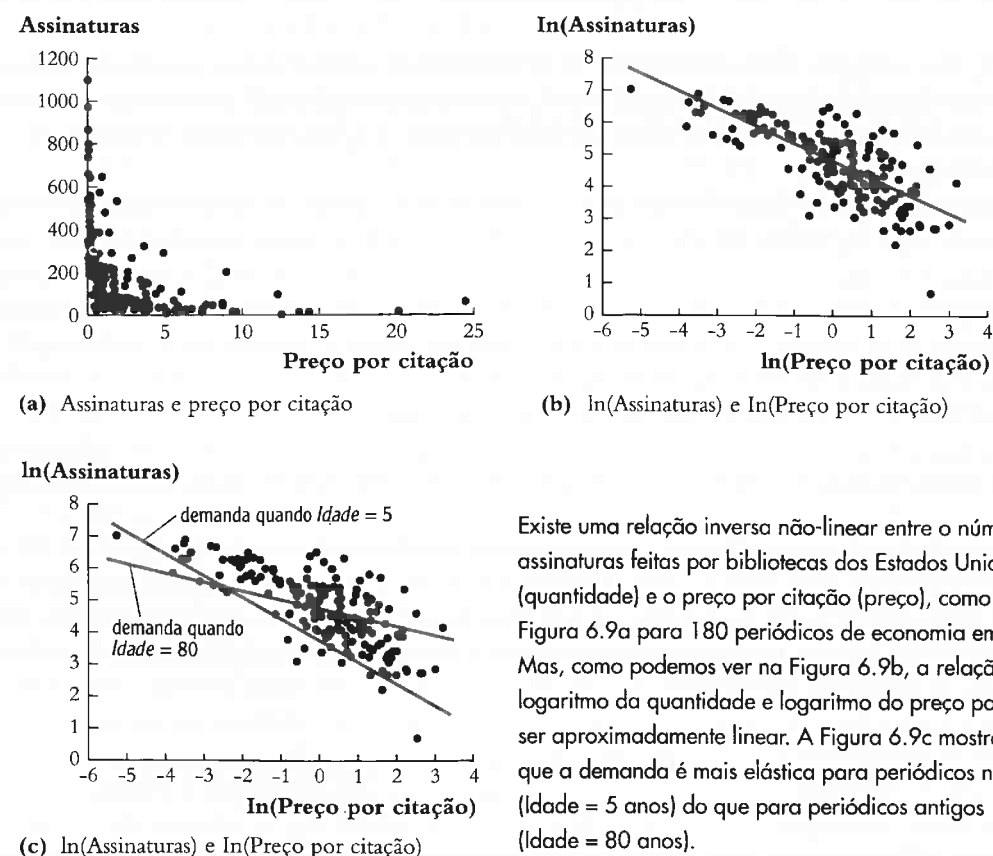 Assinaturas
1200
1000
800
600
400
200
0
0 5 10 15 20 25
Preço por citação
(a) Assinaturas e preço por citação
ln(Assinaturas)
8
7
6
5
4
3
2
1
0
-6 -5 -4 -3 -2 -1 0 1 2 3 4
ln(Preço por citação)
(b) ln(Assinaturas) e ln(Preço por citação)
ln(Assinaturas)
8
7
6
5
4
3
2
1
0
demanda quando Idade = 5
demanda quando
Idade = 80
-6 -5 -4 -3 -2 -1 0 1 2 3 4
ln(Preço por citação)
(c) ln(Assinaturas) e ln(Preço por citação)
Existe uma relação inversa não-linear entre o
assinaturas feitas por bibliotecas dos Estados
(quantidade) e o preço por citação (preço), como
Figura 6.9a para 180 periódicos de economia
Mas, como podemos ver na Figura 6.9b, a
logaritmo da quantidade e logaritmo do preço
ser aproximadamente linear. A Figura 6.9c
que a demanda é mais elástica para periódicos
(Idade = 5 anos) do que para periódicos antigos
(Idade = 80 anos).